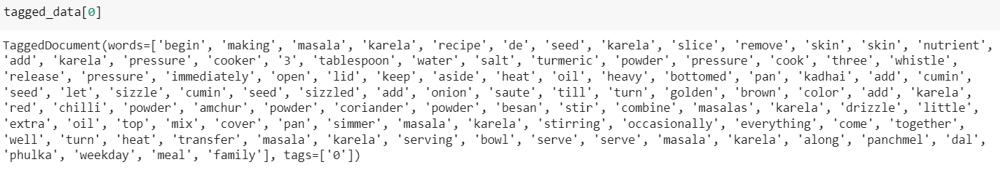 tagged_data[0]
TaggedDocument(words=['begin', 'making', 'masala', 'karela', 'recipe', 'de', 'seed', 'karela', 'slice', 'remove', 'skin', 'skin', 'nutrient',
'add', 'karela', 'pressure', 'cooker', '3', 'tablespoon', 'water', 'salt', 'turmeric', 'powder', 'pressure', 'cook', 'three', 'whistle',
'release', 'pressure', 'immediately', 'open', 'lid', 'keep', 'aside', 'heat', 'oil', 'heavy', 'bottomed', 'pan', 'kadhai', 'add', 'cumin',
'seed', 'let', 'sizzle', 'cumin', 'seed', 'sizzled', 'add', 'onion', 'saute', 'till', 'turn', 'golden', 'brown', 'color', 'add', 'karela',
'red', 'chilli', 'powder', 'amchur', 'powder', 'coriander', 'powder', 'besan', 'stir', 'combine', 'masalas', 'karela', 'drizzle', 'little',
'extra', 'oil', 'top', 'mix', 'cover', 'pan', 'simmer', 'masala', 'karela', 'stirring', 'occasionally', 'everything', 'come', 'together',
'well', 'turn', 'heat', 'transfer', 'masala', 'karela', 'serving', 'bowl', 'serve', 'serve', 'masala', 'karela', 'along', 'panchmel', 'dal',
'phulka', 'weekday', 'meal', 'family'], tags=['0'])